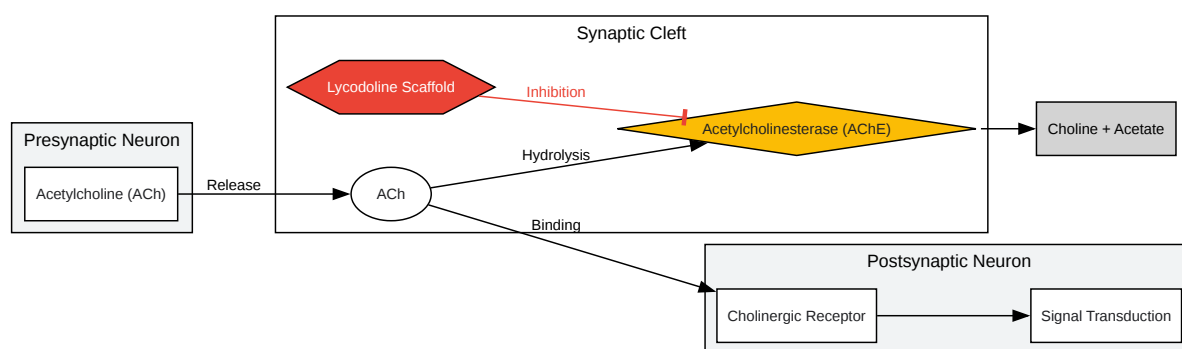 Synaptic Cleft
Lycodoline Scaffold
Inhibition
Acetylcholinesterase (AChE)
Choline + Acetate
Presynaptic Neuron
Acetylcholine (ACh)
Release
ACh
Hydrolysis
Binding
Postsynaptic Neuron
Cholinergic Receptor
Signal Transduction